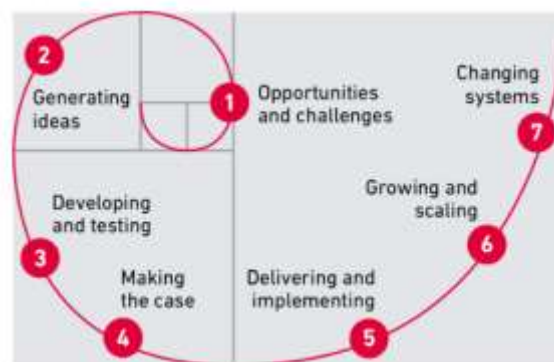 1
Opportunities
and challenges
2
Generating
ideas
3
Developing
and testing
4
Making
the case
5
Delivering and
implementing
6
Growing and
scaling
7
Changing
systems